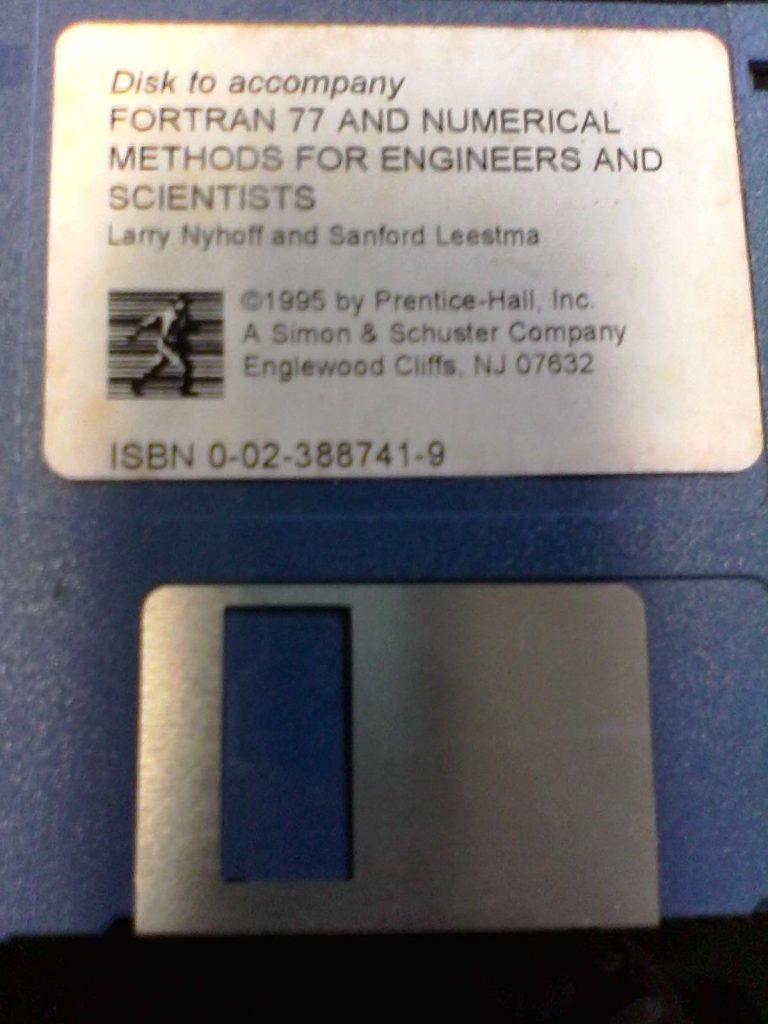 Disk to accompany
FORTRAN 77 AND NUMERICAL
METHODS FOR ENGINEERS AND
SCIENTISTS
Larry Nyhoff and Sanford Leestma
©1995 by Prentice-Hall, Inc.
A Simon & Schuster Company
Englewood Cliffs, NJ 07632
ISBN 0-02-388741-9